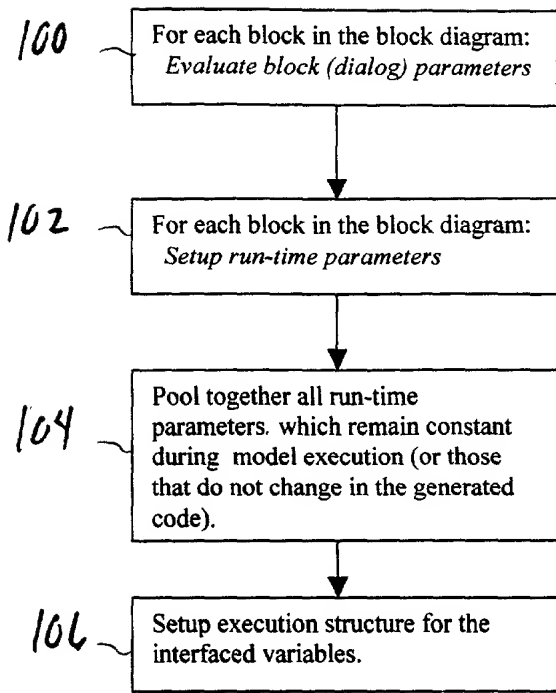 100
For each block in the block diagram:
Evaluate block (dialog) parameters
102
For each block in the block diagram:
Setup run-time parameters
104
Pool together all run-time
parameters. which remain constant
during model execution (or those
that do not change in the generated
code).
106
Setup execution structure for the
interfaced variables.